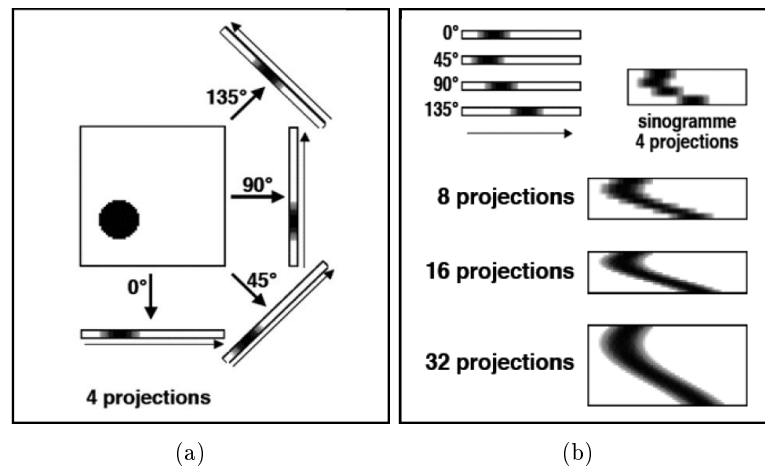 135°
90°
0°
45°
4 projections
(a)
0°
45°
90°
135°
sinogramme
4 projections
8 projections
16 projections
32 projections
(b)